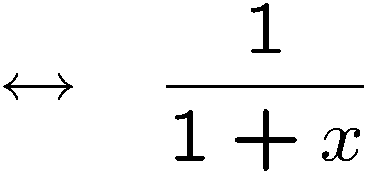 ↔ 1
1 + x